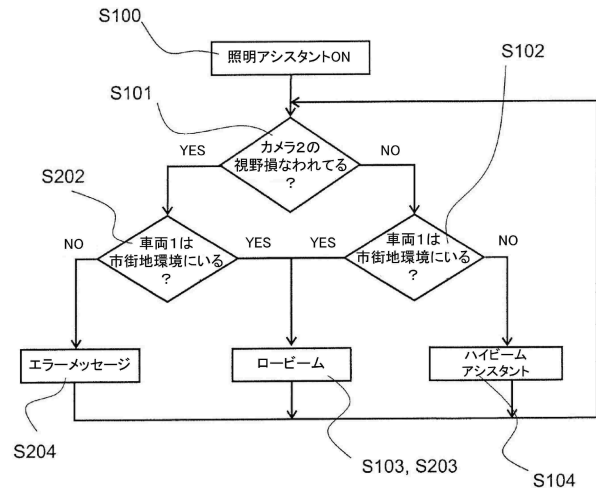 S100
照明アシスタントON
S102
S101
カメラ2の
視野損なわれてる
?
YES
NO
S202
車両1は
市街地環境にいる
?
NO
YES
YES
車両1は
市街地環境にいる
?
NO
エラーメッセージ
ロービーム
ハイビーム
アシスタント
S204
S103, S203
S104